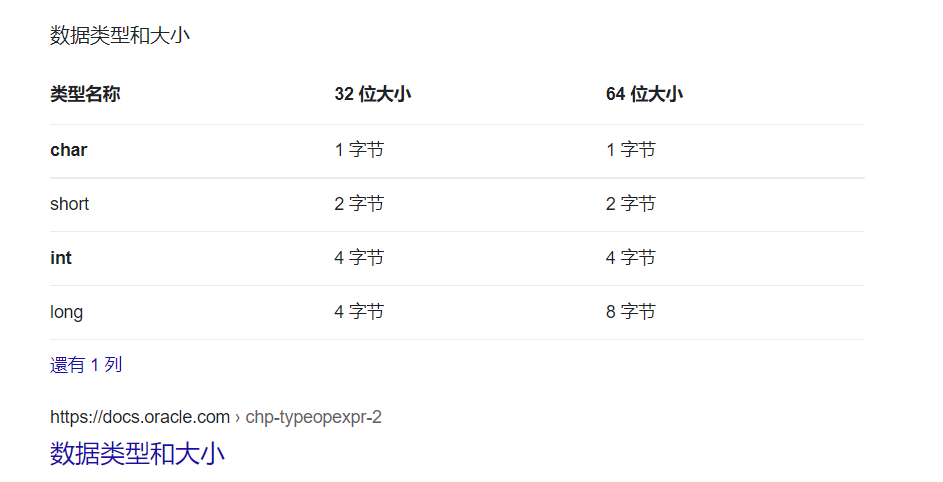 数据类型和大小
类型名称 32 位大小 64 位大小
char 1 字节 1 字节
short 2 字节 2 字节
int 4 字节 4 字节
long 4 字节 8 字节
還有 1 列
https://docs.oracle.com › chp-typeopexpr-2
数据类型和大小